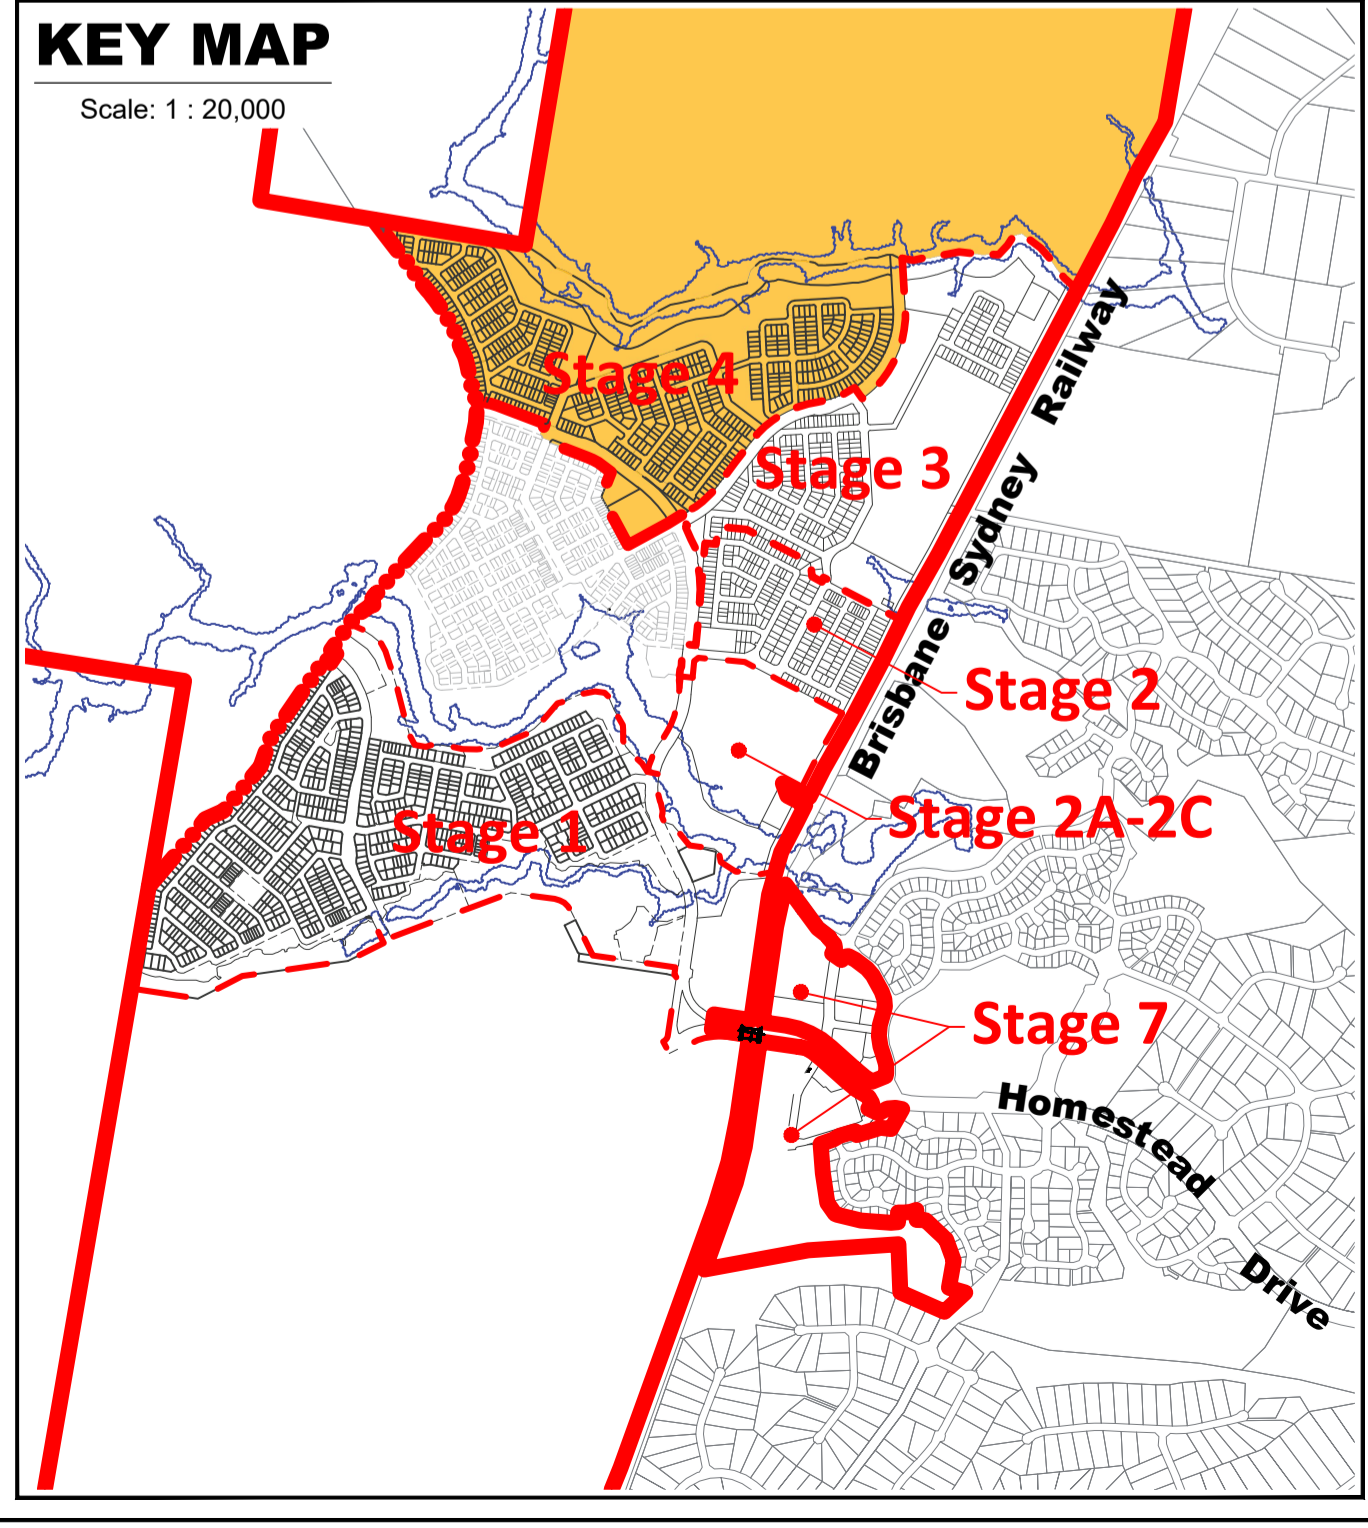 KEY MAP
Scale: 1 : 20,000
Stage 4
Stage 3
Brisbane Sydney Railway
Stage 2
Stage 2A-2C
Stage 1
Stage 7
Homestead Drive